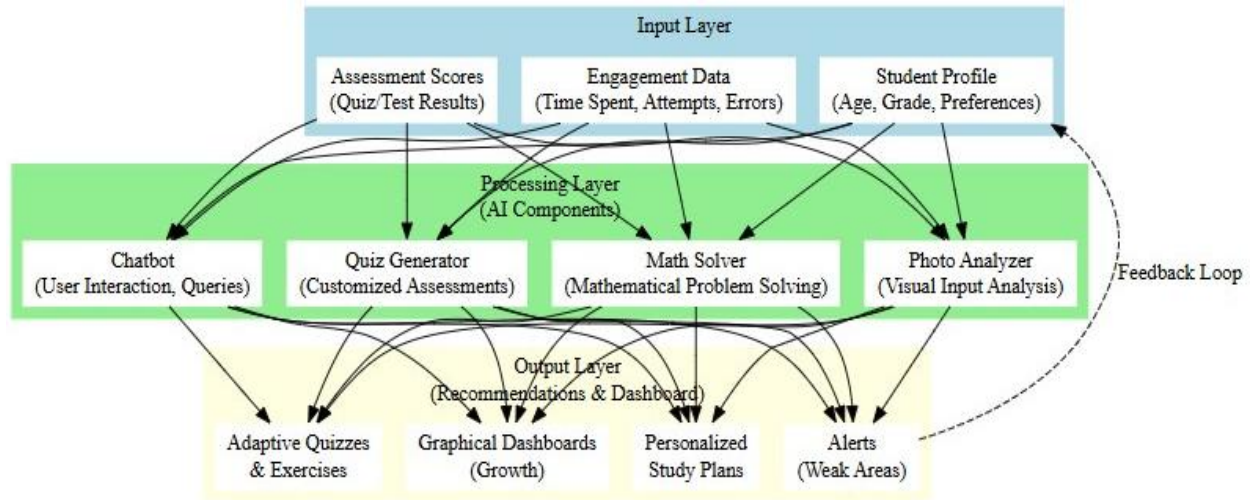 Input Layer
Assessment Scores
(Quiz/Test Results)
Engagement Data
(Time Spent, Attempts, Errors)
Student Profile
(Age, Grade, Preferences)
Processing Layer
(AI Components)
Chatbot
(User Interaction, Queries)
Quiz Generator
(Customized Assessments)
Math Solver
(Mathematical Problem Solving)
Photo Analyzer
(Visual Input Analysis)
Feedback Loop
Output Layer
(Recommendations & Dashboard)
Adaptive Quizzes
& Exercises
Graphical Dashboards
(Growth)
Personalized
Study Plans
Alerts
(Weak Areas)